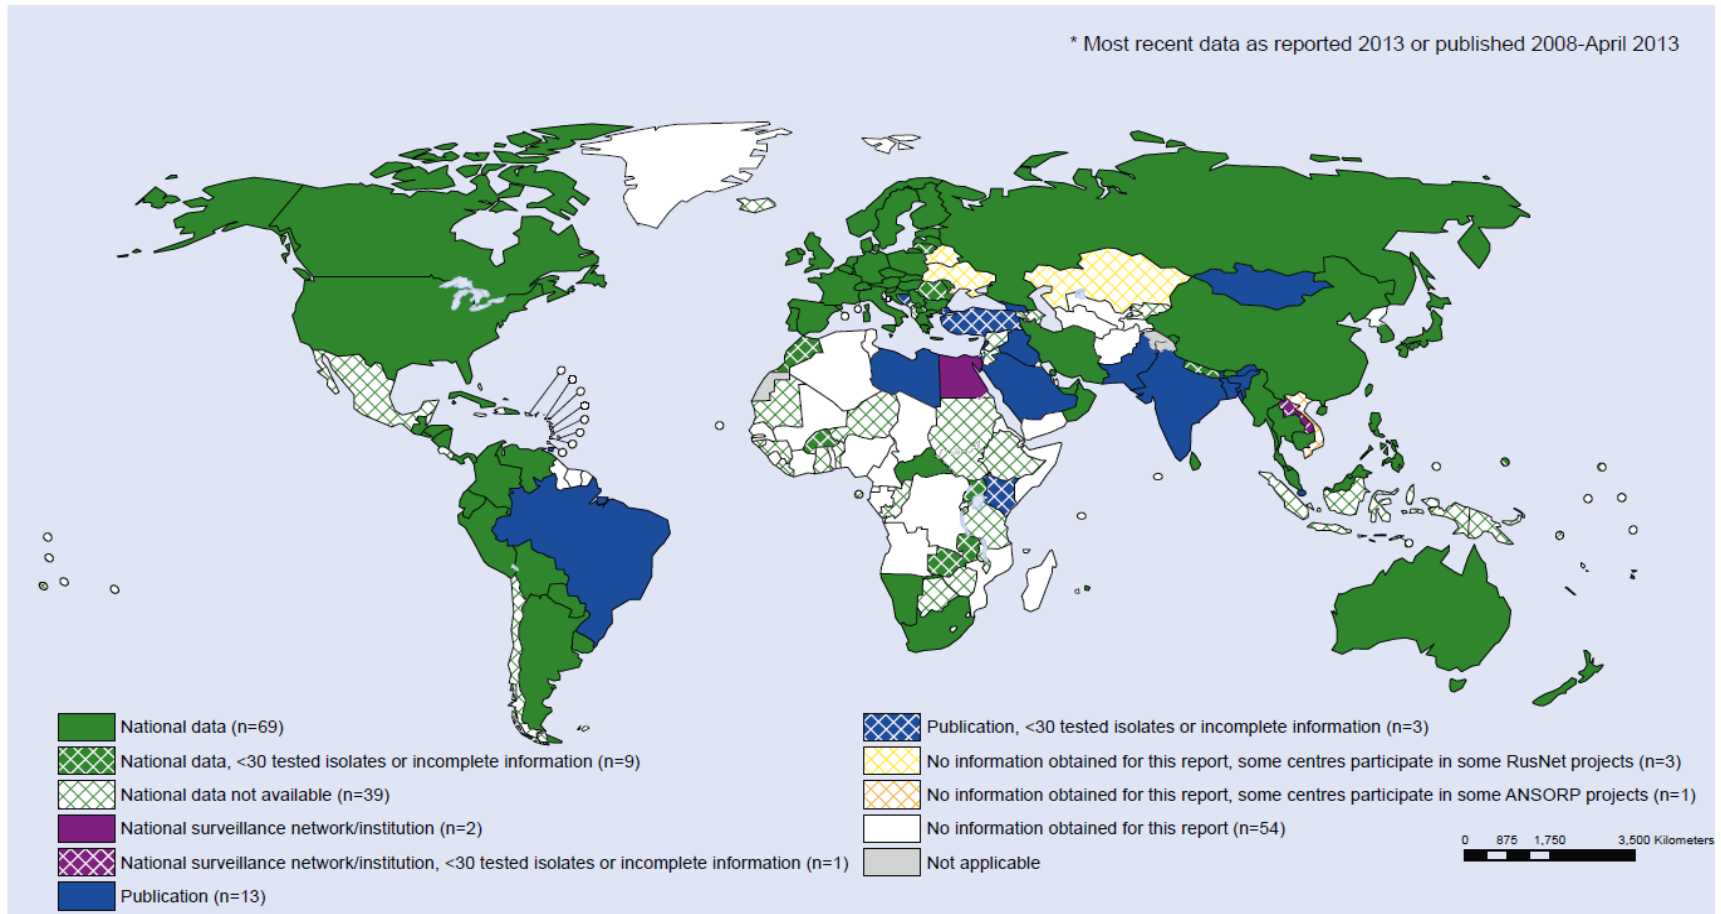 * Most recent data as reported 2013 or published 2008-April 2013
National data (n=69)
National data, <30 tested isolates or incomplete information (n=9)
National data not available (n=39)
National surveillance network/institution (n=2)
National surveillance network/institution, <30 tested isolates or incomplete information (n=1)
Publication (n=13)
Publication, <30 tested isolates or incomplete information (n=3)
No information obtained for this report, some centres participate in some RusNet projects (n=3)
No information obtained for this report, some centres participate in some ANSORP projects (n=1)
No information obtained for this report (n=54)
Not applicable
0 875 1,750 3,500 Kilometers